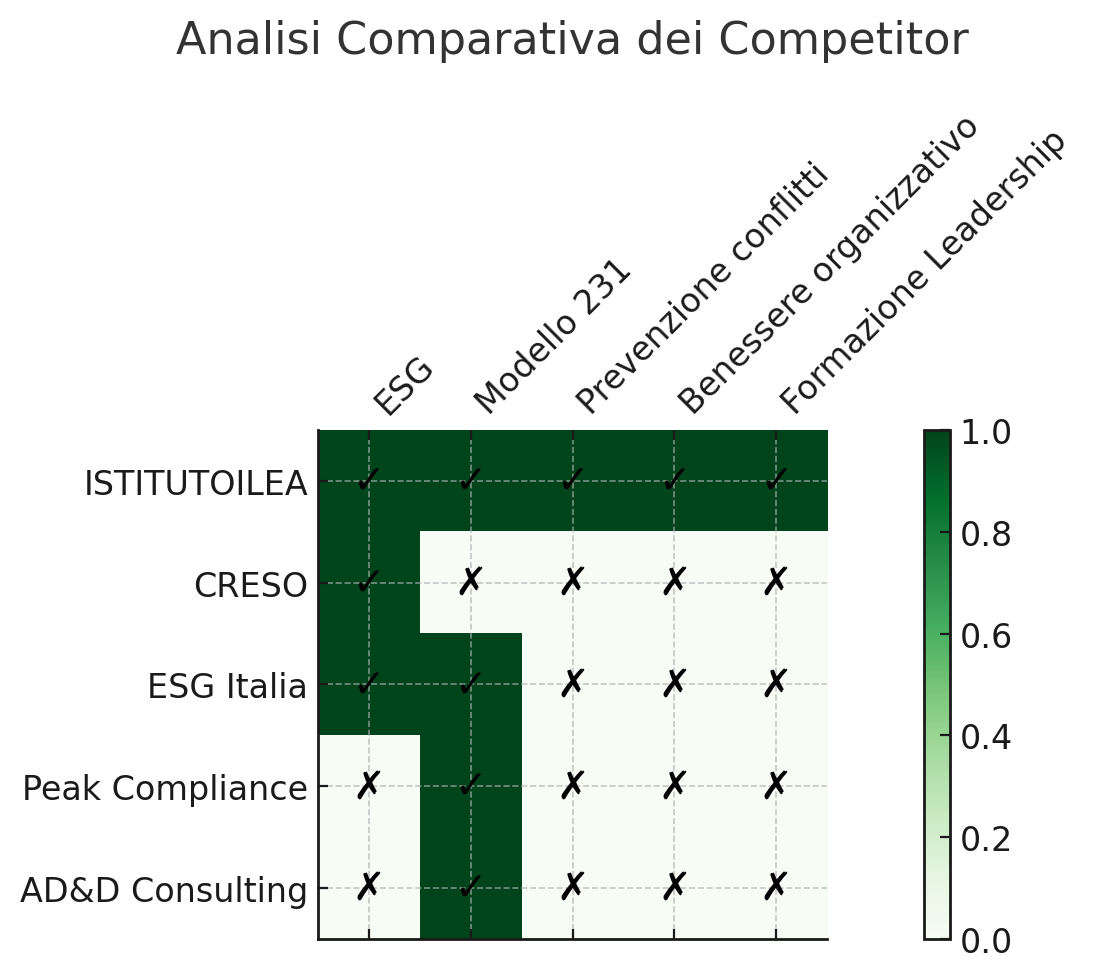 Analisi Comparativa dei Competitor
ESG
Modello 231
Prevenzione conflitti
Benessere organizzativo
Formazione Leadership
ISTITUTOILEA ✓ ✓ ✓ ✓ ✓
CRESO ✓ ✗ ✗ ✗ ✗
ESG Italia ✓ ✓ ✗ ✗ ✗
Peak Compliance ✗ ✓ ✗ ✗ ✗
AD&D Consulting ✗ ✓ ✗ ✗ ✗
1.0
0.8
0.6
0.4
0.2
0.0